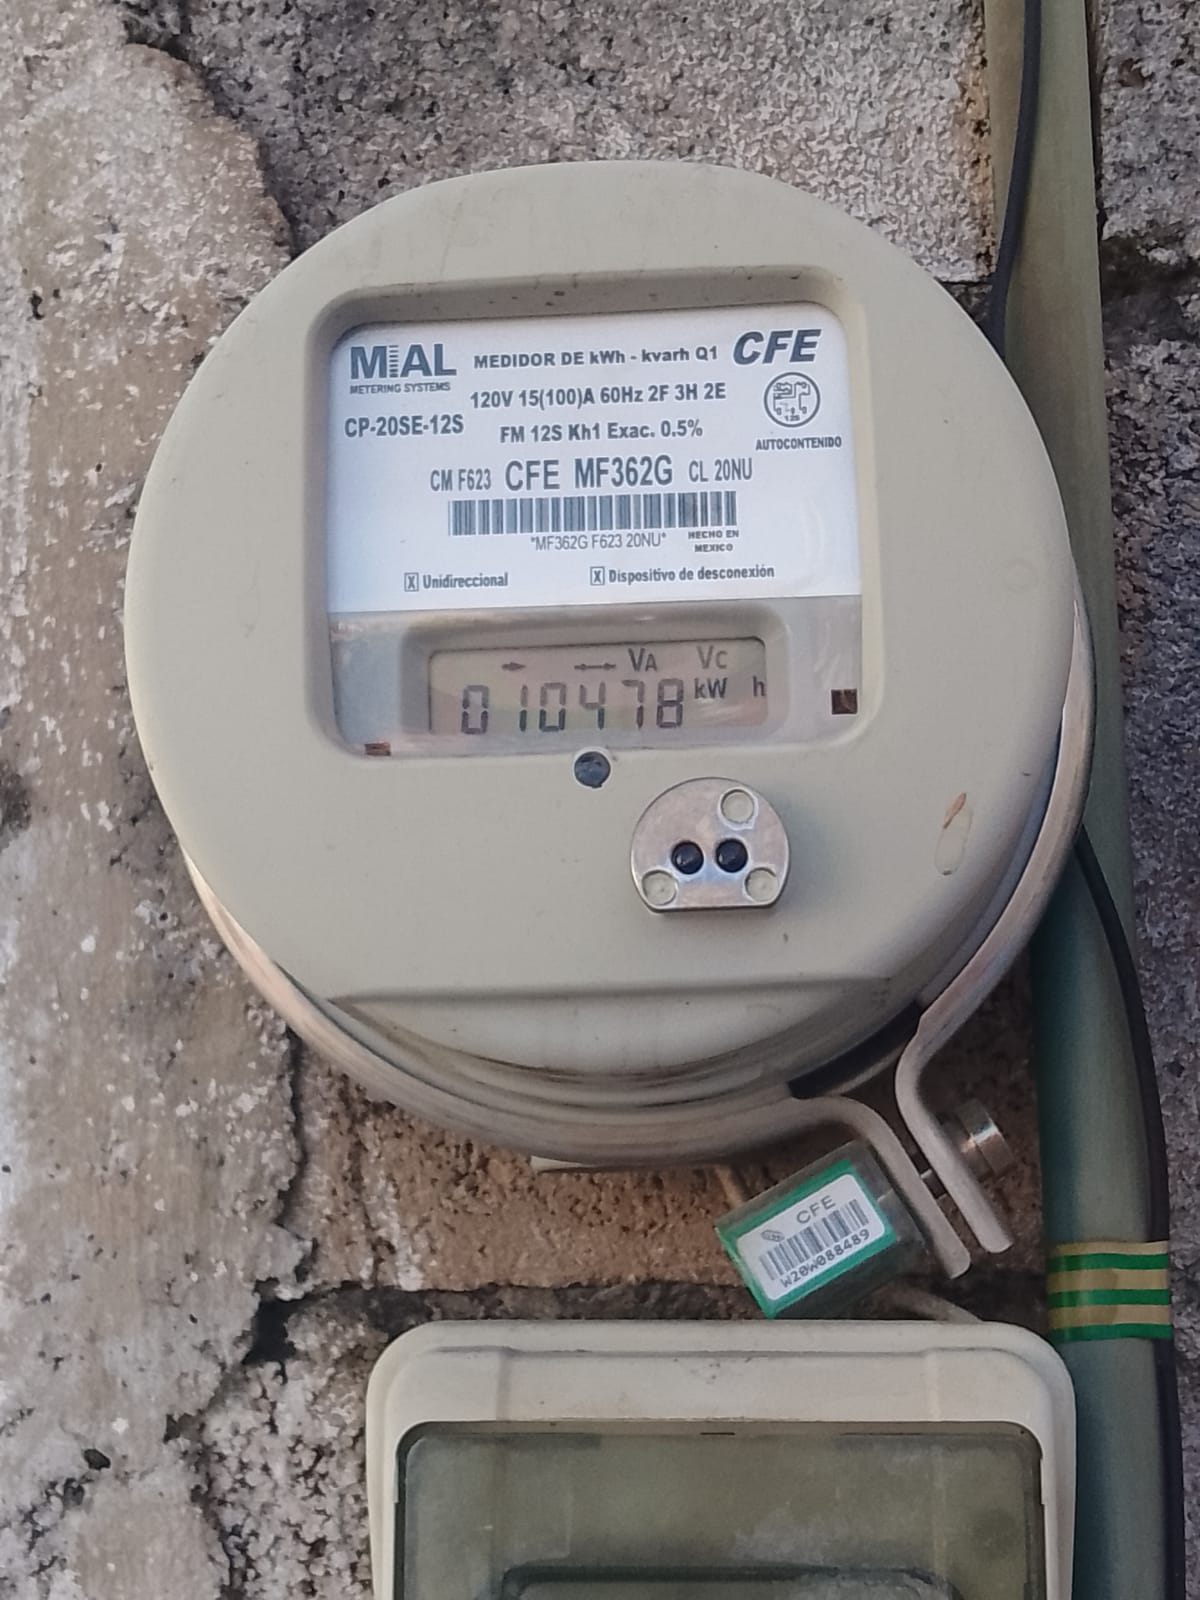 MIAL
METERING SYSTEMS
MEDIDOR DE kWh - kvarh Q1
CFE
120V 15(100)A 60Hz 2F 3H 2E
CP-20SE-12S
FM 12S Kh1 Exac. 0.5%
12S
AUTOCONTENIDO
CM F623 CFE MF362G CL 20NU
*MF362G F623 20NU*
HECHO EN
MEXICO
X Unidireccional
X Dispositivo de desconexión
VA VC
010478 kW h
CFE
W20W088489